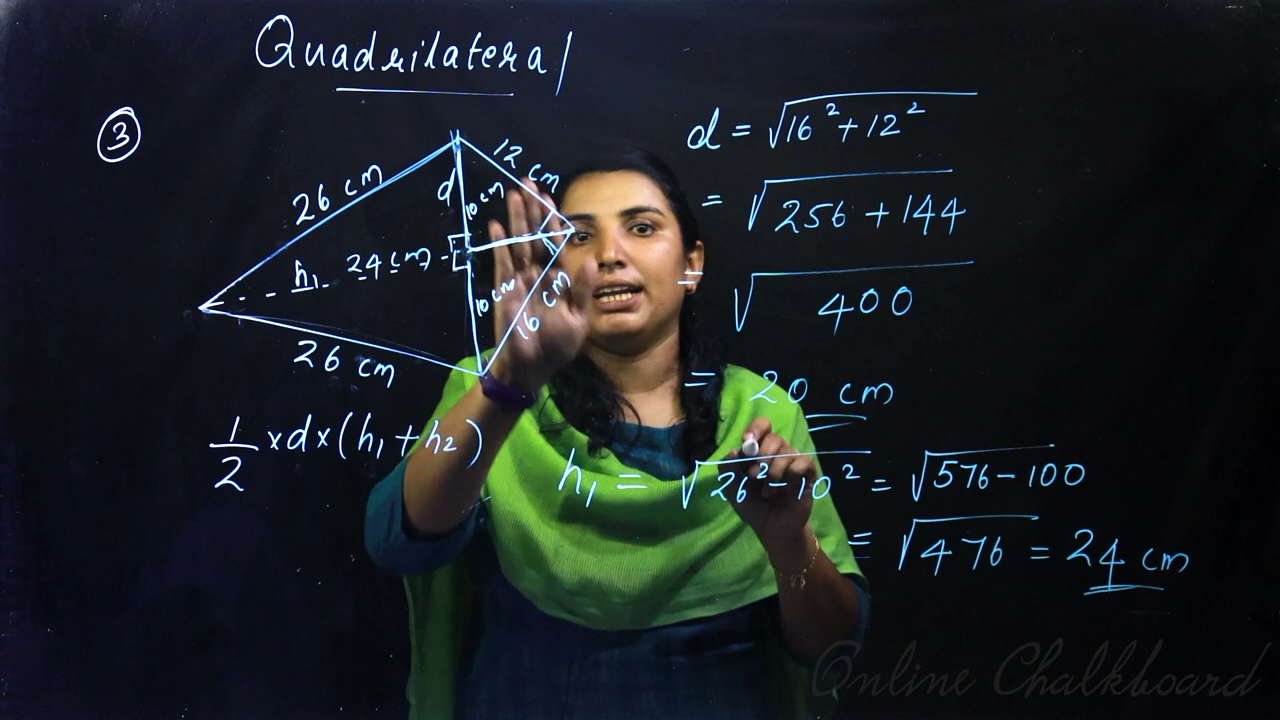 Quadrilateral
3
26 cm
12 cm
d
10 cm
h₁ 24 cm
10 cm
16 cm
26 cm
1/2 × d × (h₁ + h₂)
d = √16² + 12²
= √256 + 144
= √400
= 20 cm
h₁ = √26² - 10² = √576 - 100
= √476 = 24 cm
Online Chalkboard